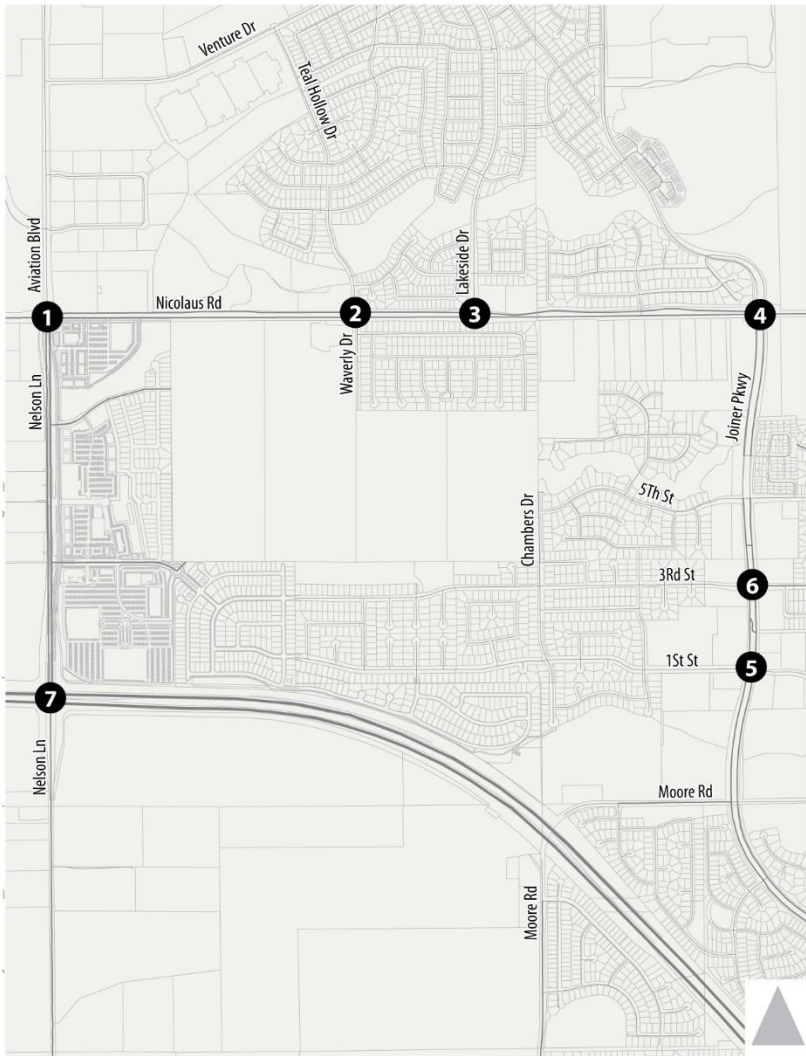 Venture Dr
Teal Hollow Dr
Aviation Blvd
Lakeside Dr
Nicolaus Rd
1
2
3
4
Waverly Dr
Nelson Ln
Joiner Pkwy
5Th St
Chambers Dr
3Rd St
6
1St St
5
7
Nelson Ln
Moore Rd
Moore Rd